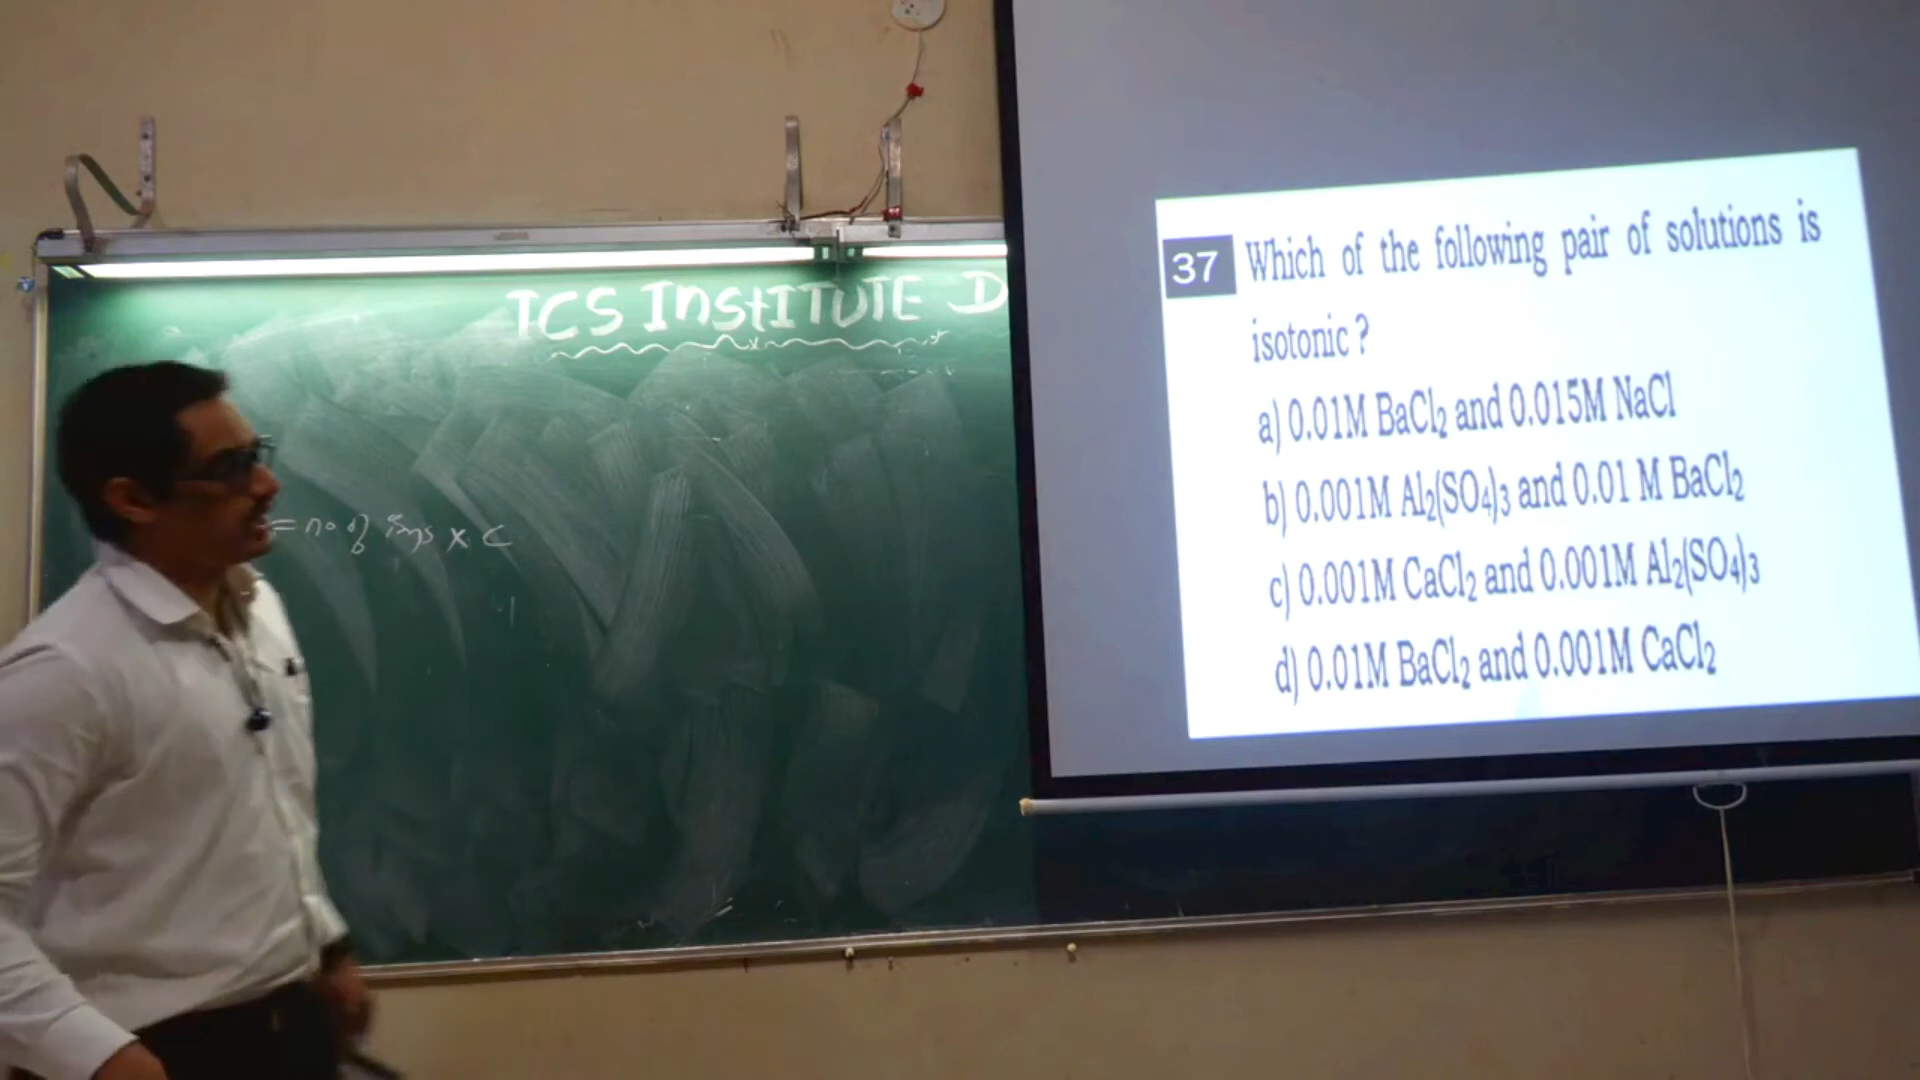 TCS InstITUTE D
= no of ions x C
37 Which of the following pair of solutions is
isotonic ?
a) 0.01M BaCl₂ and 0.015M NaCl
b) 0.001M Al₂(SO₄)₃ and 0.01 M BaCl₂
c) 0.001M CaCl₂ and 0.001M Al₂(SO₄)₃
d) 0.01M BaCl₂ and 0.001M CaCl₂